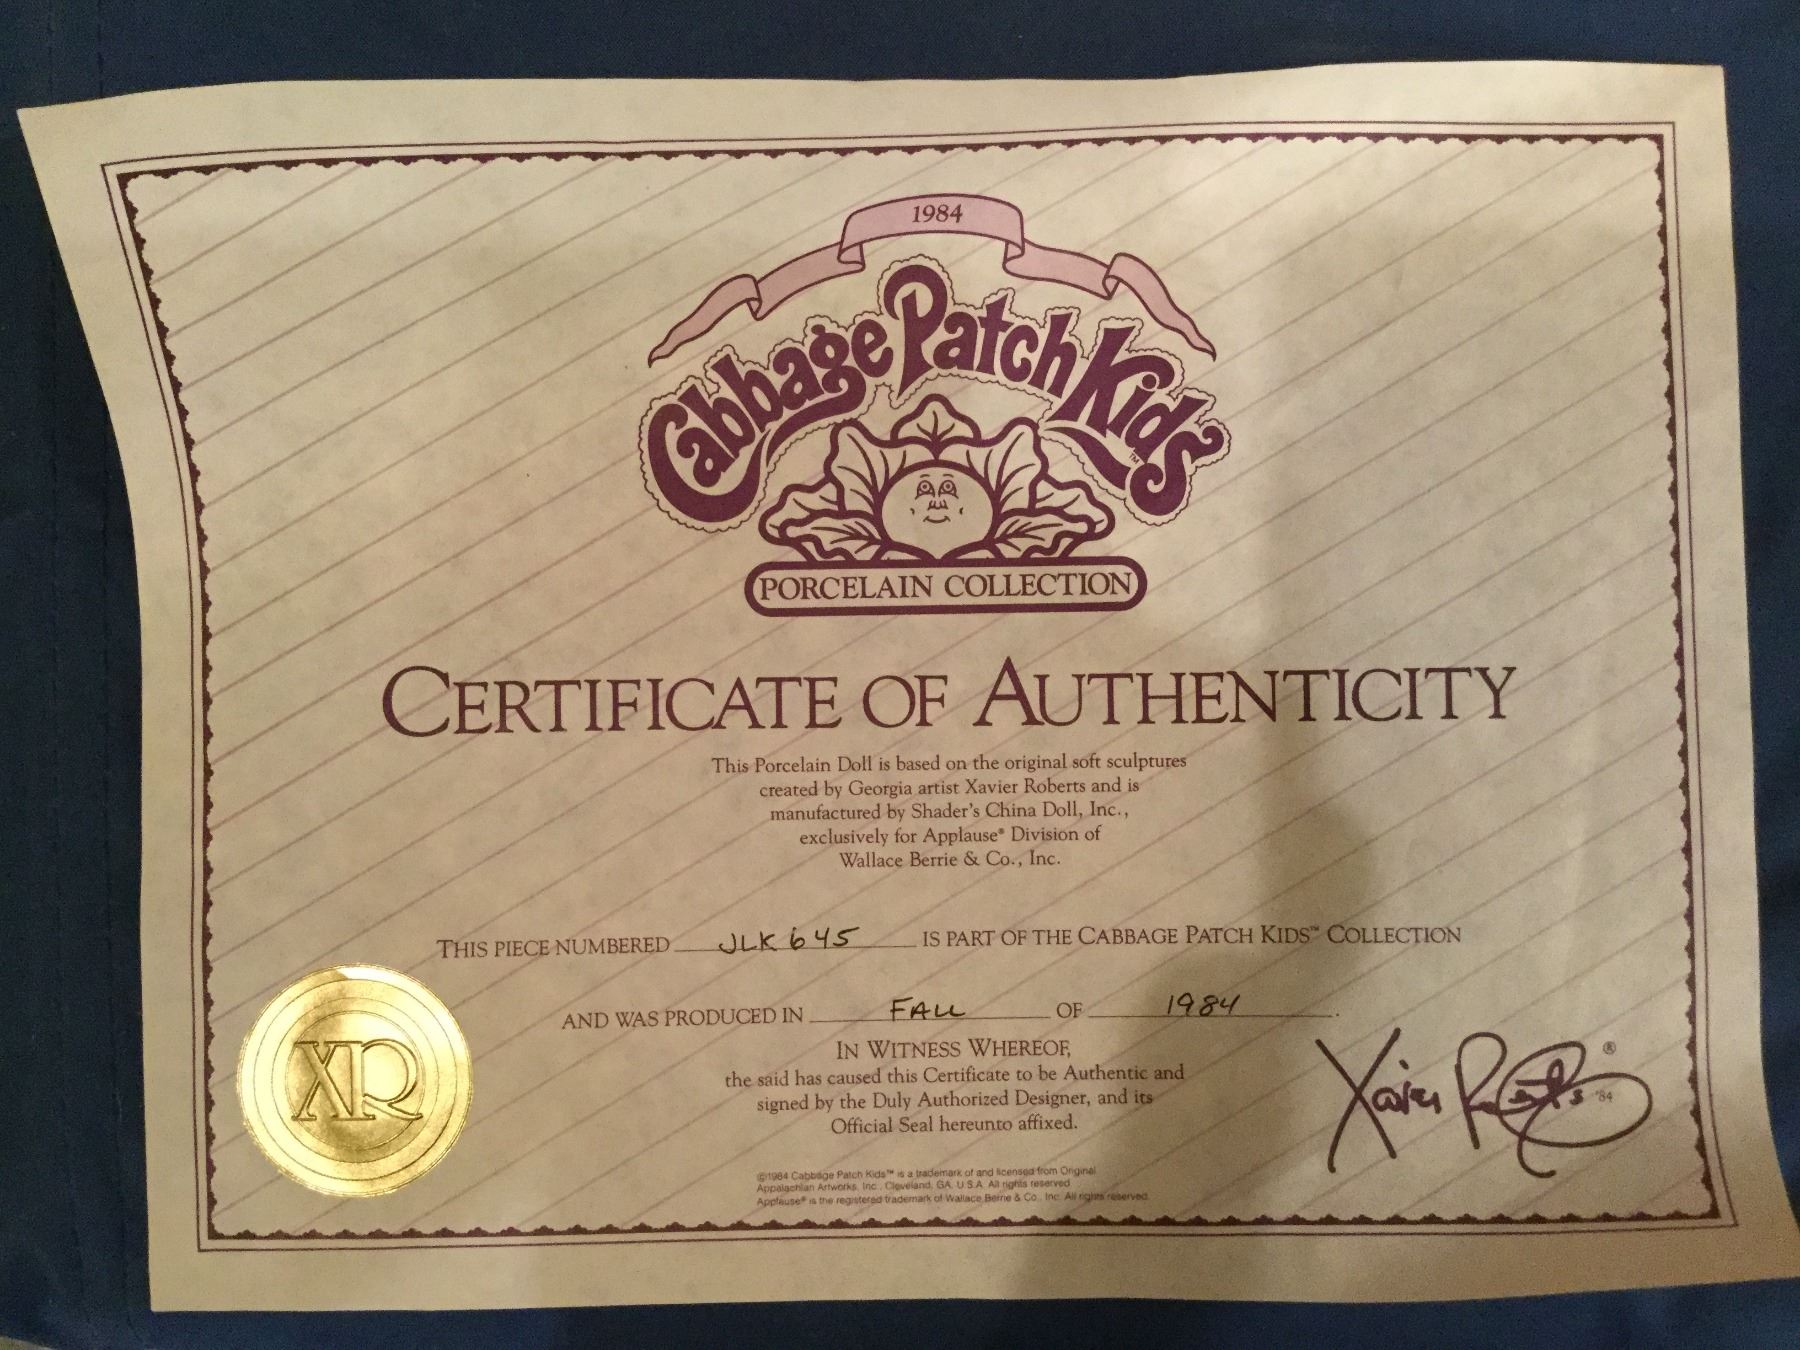 1984
Cabbage Patch Kids™
PORCELAIN COLLECTION
CERTIFICATE OF AUTHENTICITY
This Porcelain Doll is based on the original soft sculptures
created by Georgia artist Xavier Roberts and is
manufactured by Shader's China Doll, Inc.,
exclusively for Applause® Division of
Wallace Berrie & Co., Inc.
THIS PIECE NUMBERED JLK 645 IS PART OF THE CABBAGE PATCH KIDS™ COLLECTION
AND WAS PRODUCED IN FALL OF 1984.
IN WITNESS WHEREOF,
the said has caused this Certificate to be Authentic and
signed by the Duly Authorized Designer, and its
Official Seal hereunto affixed.
XR
Xavier Roberts '84 ®
©1984 Cabbage Patch Kids™ is a trademark of and licensed from Original
Appalachian Artworks, Inc., Cleveland, GA. U.S.A. All rights reserved.
Applause® is the registered trademark of Wallace Berrie & Co., Inc. All rights reserved.